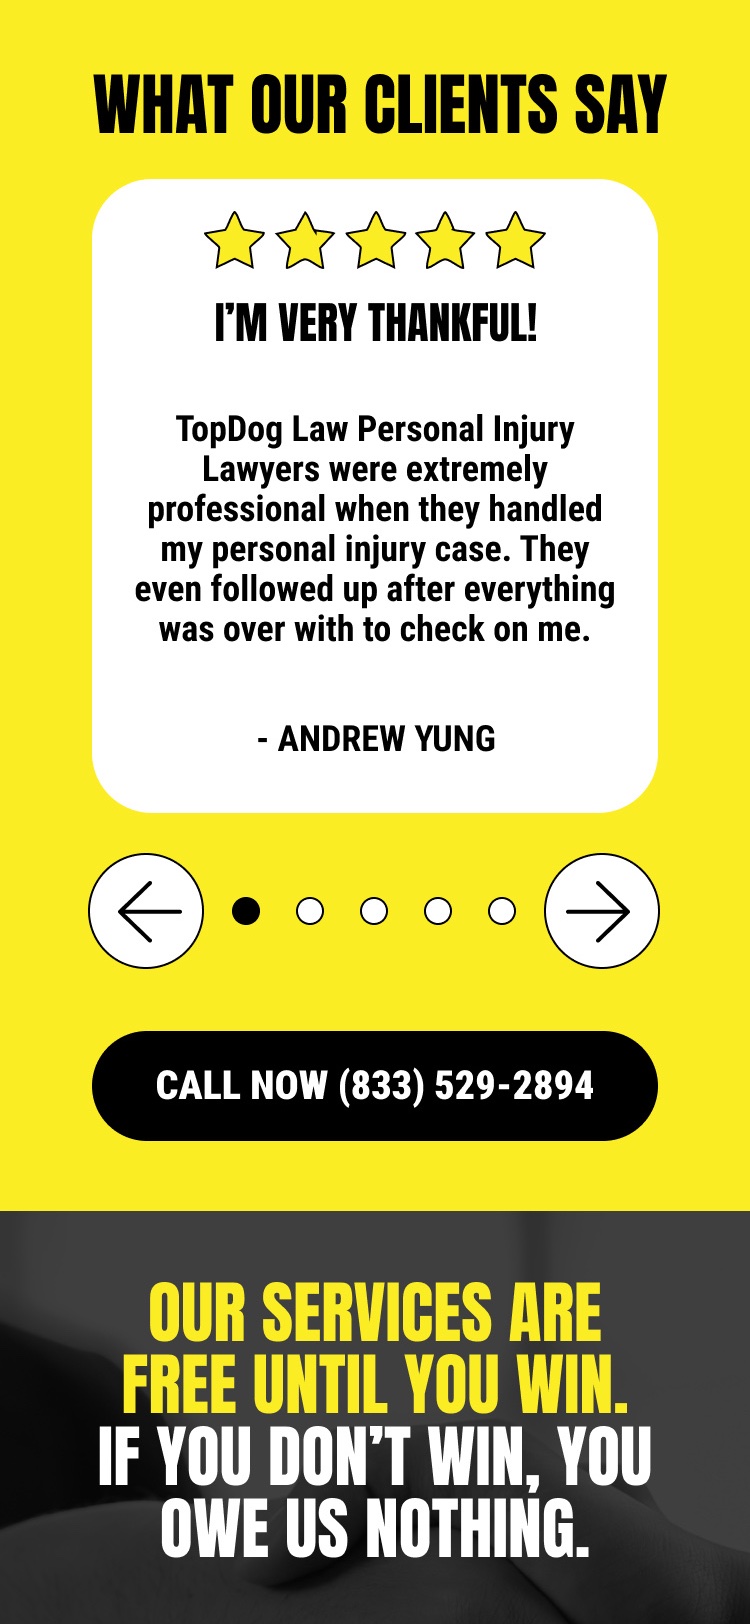 WHAT OUR CLIENTS SAY
I’M VERY THANKFUL!
TopDog Law Personal Injury
Lawyers were extremely
professional when they handled
my personal injury case. They
even followed up after everything
was over with to check on me.
- ANDREW YUNG
CALL NOW (833) 529-2894
OUR SERVICES ARE
FREE UNTIL YOU WIN.
IF YOU DON’T WIN, YOU
OWE US NOTHING.